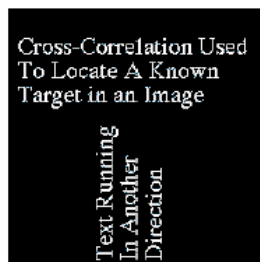 Cross-Correlation Used
To Locate A Known
Target in an Image
Text Running
In Another
Direction